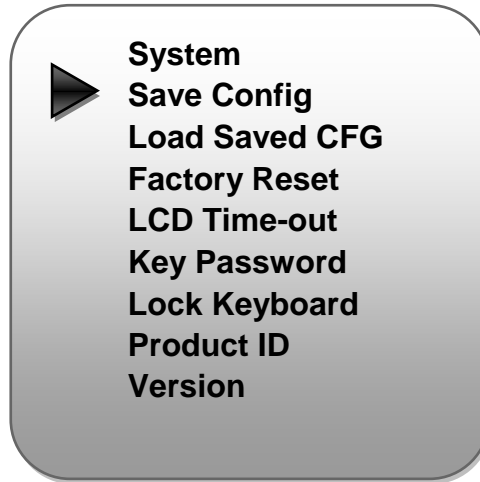 System
Save Config
Load Saved CFG
Factory Reset
LCD Time-out
Key Password
Lock Keyboard
Product ID
Version